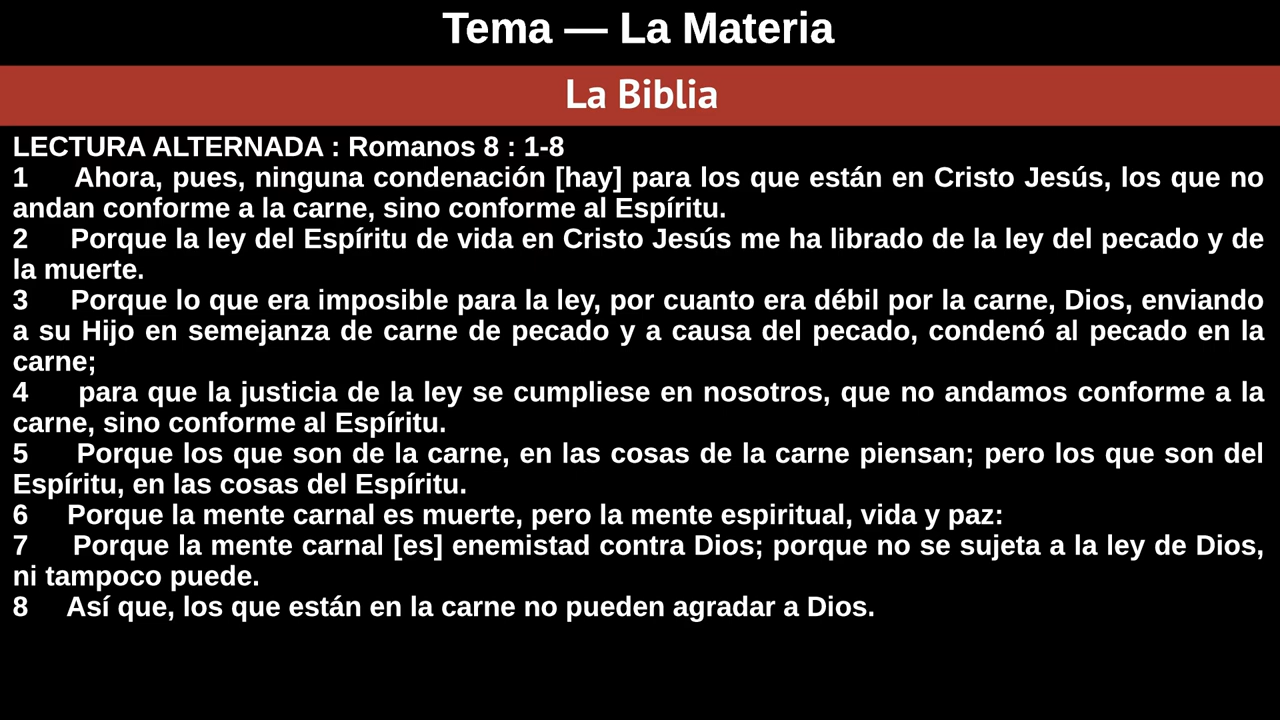 Tema — La Materia
La Biblia
LECTURA ALTERNADA : Romanos 8 : 1-8
1 Ahora, pues, ninguna condenación [hay] para los que están en Cristo Jesús, los que no
andan conforme a la carne, sino conforme al Espíritu.
2 Porque la ley del Espíritu de vida en Cristo Jesús me ha librado de la ley del pecado y de
la muerte.
3 Porque lo que era imposible para la ley, por cuanto era débil por la carne, Dios, enviando
a su Hijo en semejanza de carne de pecado y a causa del pecado, condenó al pecado en la
carne;
4 para que la justicia de la ley se cumpliese en nosotros, que no andamos conforme a la
carne, sino conforme al Espíritu.
5 Porque los que son de la carne, en las cosas de la carne piensan; pero los que son del
Espíritu, en las cosas del Espíritu.
6 Porque la mente carnal es muerte, pero la mente espiritual, vida y paz:
7 Porque la mente carnal [es] enemistad contra Dios; porque no se sujeta a la ley de Dios,
ni tampoco puede.
8 Así que, los que están en la carne no pueden agradar a Dios.